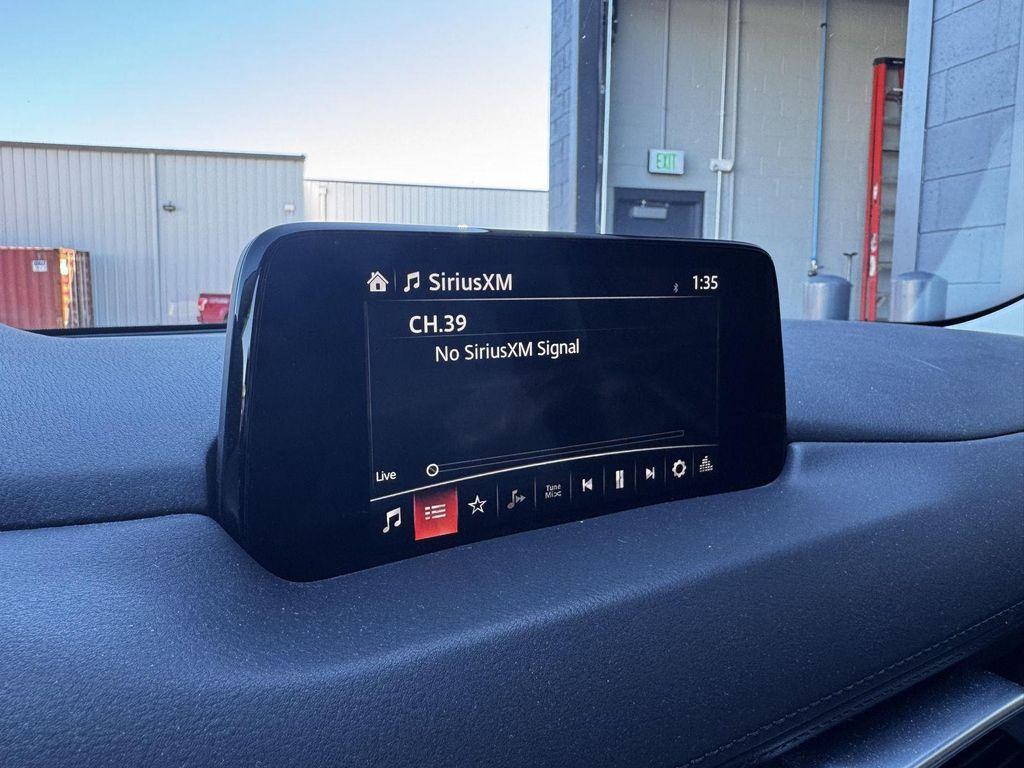 EXIT
SiriusXM
1:35
CH.39
No SiriusXM Signal
Live
Tune
Mix